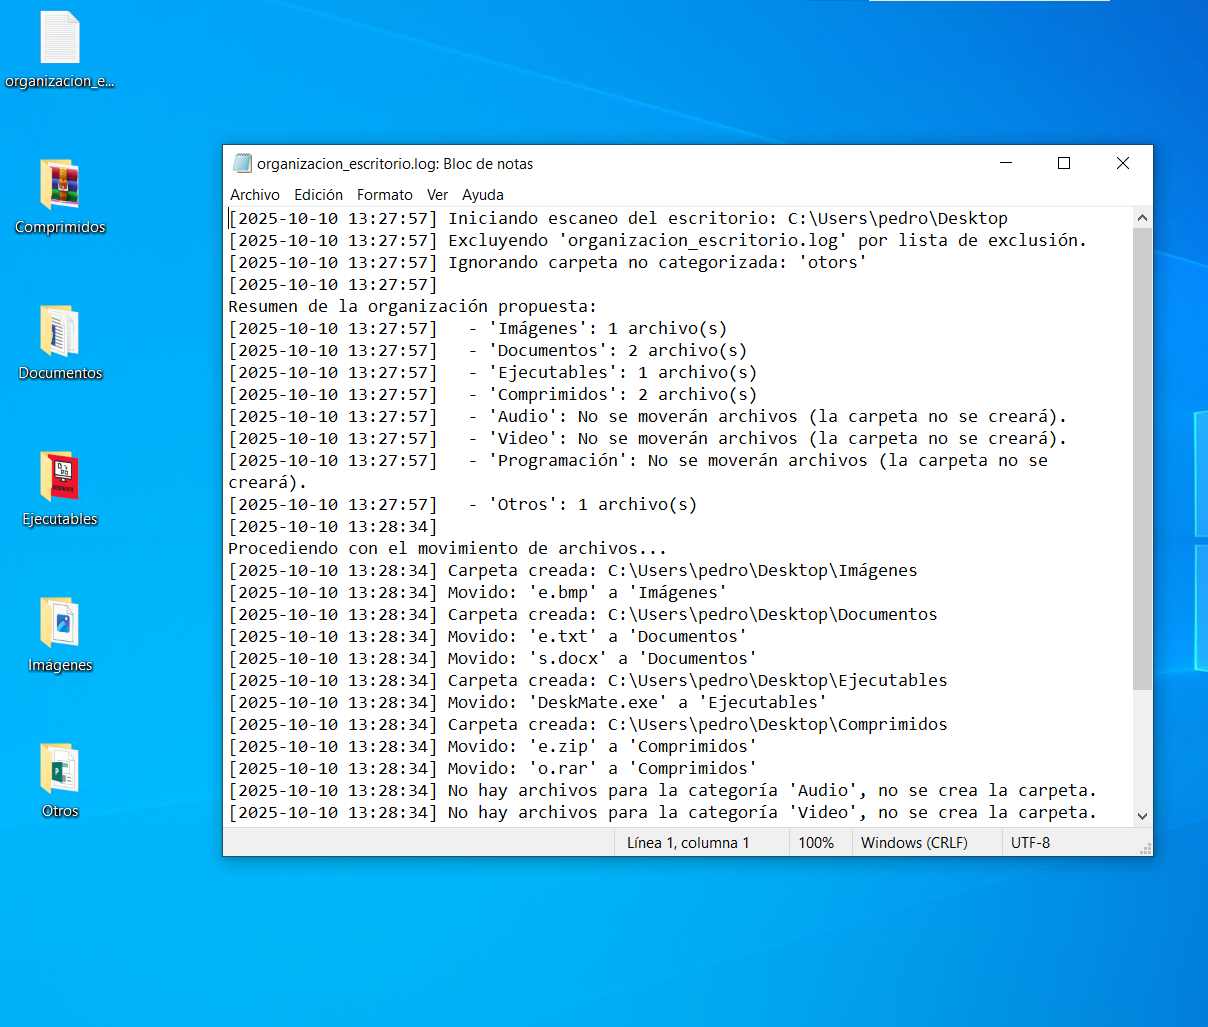 organizacion_e...
Comprimidos
Documentos
Ejecutables
Imágenes
Otros
organizacion_escritorio.log: Bloc de notas
Archivo Edición Formato Ver Ayuda
[2025-10-10 13:27:57] Iniciando escaneo del escritorio: C:\Users\pedro\Desktop
[2025-10-10 13:27:57] Excluyendo 'organizacion_escritorio.log' por lista de exclusión.
[2025-10-10 13:27:57] Ignorando carpeta no categorizada: 'otors'
[2025-10-10 13:27:57]
Resumen de la organización propuesta:
[2025-10-10 13:27:57]   - 'Imágenes': 1 archivo(s)
[2025-10-10 13:27:57]   - 'Documentos': 2 archivo(s)
[2025-10-10 13:27:57]   - 'Ejecutables': 1 archivo(s)
[2025-10-10 13:27:57]   - 'Comprimidos': 2 archivo(s)
[2025-10-10 13:27:57]   - 'Audio': No se moverán archivos (la carpeta no se creará).
[2025-10-10 13:27:57]   - 'Video': No se moverán archivos (la carpeta no se creará).
[2025-10-10 13:27:57]   - 'Programación': No se moverán archivos (la carpeta no se
creará).
[2025-10-10 13:27:57]   - 'Otros': 1 archivo(s)
[2025-10-10 13:28:34]
Procediendo con el movimiento de archivos...
[2025-10-10 13:28:34] Carpeta creada: C:\Users\pedro\Desktop\Imágenes
[2025-10-10 13:28:34] Movido: 'e.bmp' a 'Imágenes'
[2025-10-10 13:28:34] Carpeta creada: C:\Users\pedro\Desktop\Documentos
[2025-10-10 13:28:34] Movido: 'e.txt' a 'Documentos'
[2025-10-10 13:28:34] Movido: 's.docx' a 'Documentos'
[2025-10-10 13:28:34] Carpeta creada: C:\Users\pedro\Desktop\Ejecutables
[2025-10-10 13:28:34] Movido: 'DeskMate.exe' a 'Ejecutables'
[2025-10-10 13:28:34] Carpeta creada: C:\Users\pedro\Desktop\Comprimidos
[2025-10-10 13:28:34] Movido: 'e.zip' a 'Comprimidos'
[2025-10-10 13:28:34] Movido: 'o.rar' a 'Comprimidos'
[2025-10-10 13:28:34] No hay archivos para la categoría 'Audio', no se crea la carpeta.
[2025-10-10 13:28:34] No hay archivos para la categoría 'Video', no se crea la carpeta.
Línea 1, columna 1 100% Windows (CRLF) UTF-8